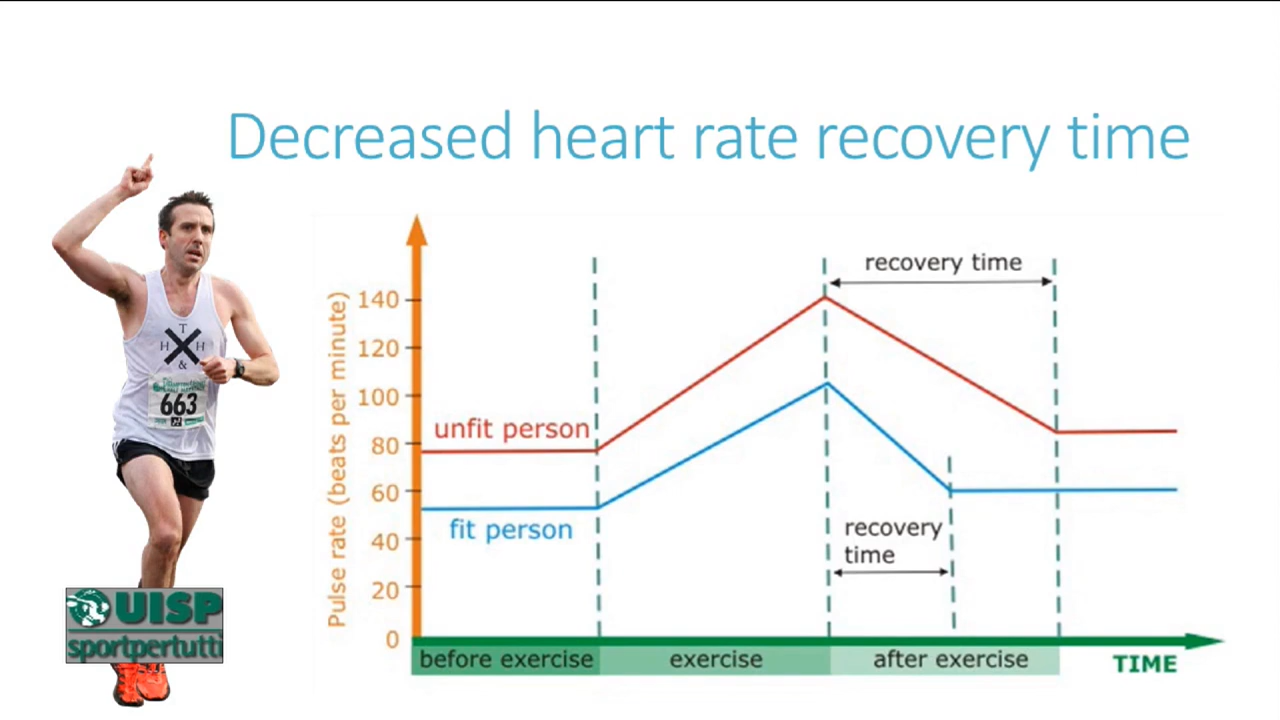 Decreased heart rate recovery time
recovery time
Pulse rate (beats per minute)
140
120
100
80
60
40
20
0
unfit person
fit person
recovery
time
before exercise
exercise
after exercise
TIME
T
H H
&
663
UISP
sportpertutti